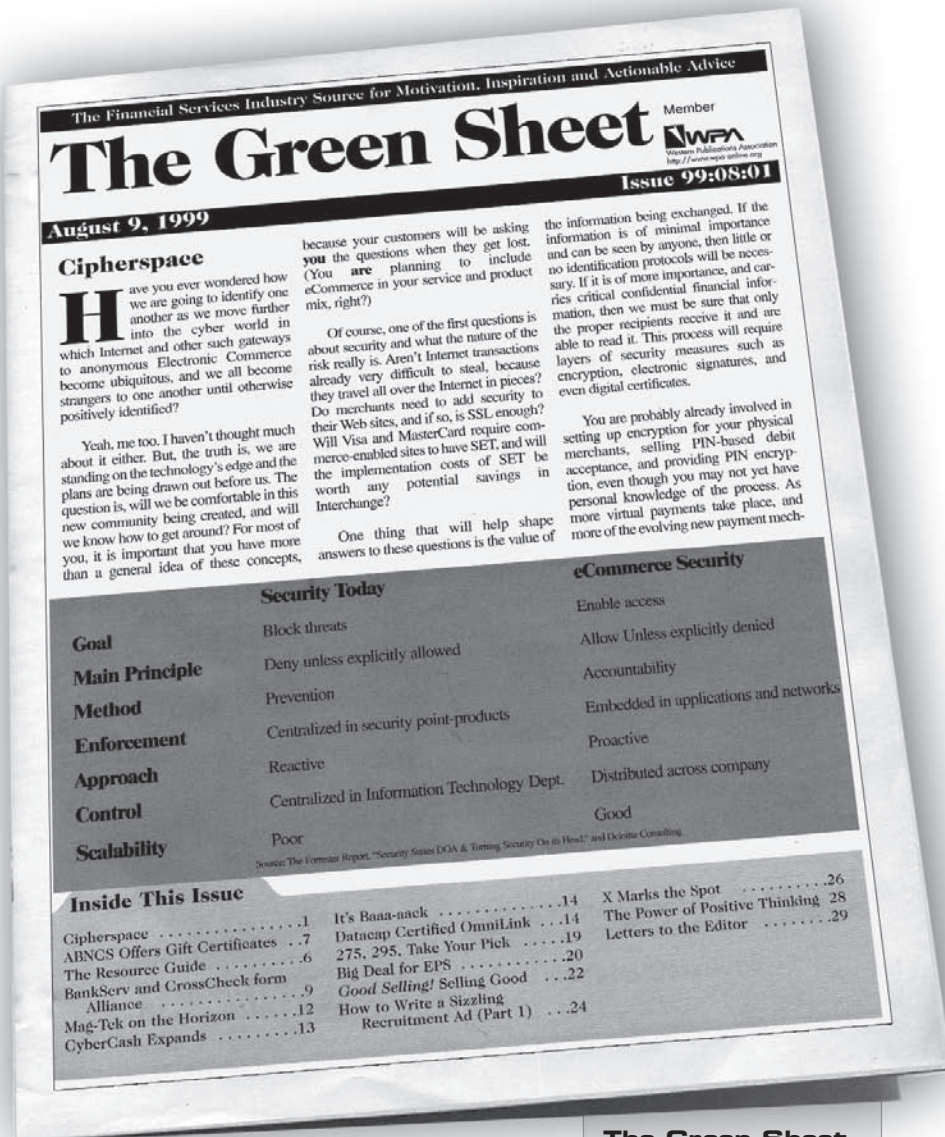 The Financial Services Industry Source for Motivation, Inspiration and Actionable Advice
The Green Sheet
Member
WPA
Western Publications Association
http://www.wpa-online.org
August 9, 1999
Issue 99:08:01
Cipherspace
Have you ever wondered how
we are going to identify one
another as we move further
into the cyber world in
which Internet and other such gateways
to anonymous Electronic Commerce
become ubiquitous, and we all become
strangers to one another until otherwise
positively identified?
Yeah, me too. I haven't thought much
about it either. But, the truth is, we are
standing on the technology's edge and the
plans are being drawn out before us. The
question is, will we be comfortable in this
new community being created, and will
we know how to get around? For most of
you, it is important that you have more
than a general idea of these concepts,
because your customers will be asking
you the questions when they get lost.
(You are planning to include
eCommerce in your service and product
mix, right?)
Of course, one of the first questions is
about security and what the nature of the
risk really is. Aren't Internet transactions
already very difficult to steal, because
they travel all over the Internet in pieces?
Do merchants need to add security to
their Web sites, and if so, is SSL enough?
Will Visa and MasterCard require com-
merce-enabled sites to have SET, and will
the implementation costs of SET be
worth any potential savings in
Interchange?
One thing that will help shape
answers to these questions is the value of
the information being exchanged. If the
information is of minimal importance
and can be seen by anyone, then little or
no identification protocols will be neces-
sary. If it is of more importance, and car-
ries critical confidential financial infor-
mation, then we must be sure that only
the proper recipients receive it and are
able to read it. This process will require
layers of security measures such as
encryption, electronic signatures, and
even digital certificates.
You are probably already involved in
setting up encryption for your physical
merchants, selling PIN-based debit
acceptance, and providing PIN encryp-
tion, even though you may not yet have
personal knowledge of the process. As
more virtual payments take place, and
more of the evolving new payment mech-
Security Today eCommerce Security
Goal Block threats Enable access
Main Principle Deny unless explicitly allowed Allow Unless explicitly denied
Method Prevention Accountability
Enforcement Centralized in security point-products Embedded in applications and networks
Approach Reactive Proactive
Control Centralized in Information Technology Dept. Distributed across company
Scalability Poor Good
Source: The Forrester Report, "Security Suites DOA & Turning Security On its Head," and Deloitte Consulting
Inside This Issue
Cipherspace . . . . . . . . . . . . . . . .1
ABNCS Offers Gift Certificates . .7
The Resource Guide . . . . . . . . . .6
BankServ and CrossCheck form
Alliance . . . . . . . . . . . . . . . .9
Mag-Tek on the Horizon . . . . . .12
CyberCash Expands . . . . . . . . .13
It's Baaa-aack . . . . . . . . . . . . . .14
Datacap Certified OmniLink . . .14
275, 295, Take Your Pick . . . . .19
Big Deal for EPS . . . . . . . . . . .20
Good Selling! Selling Good . . .22
How to Write a Sizzling
Recruitment Ad (Part 1) . . .24
X Marks the Spot . . . . . . . . . .26
The Power of Positive Thinking 28
Letters to the Editor . . . . . . .29
The Green Sheet